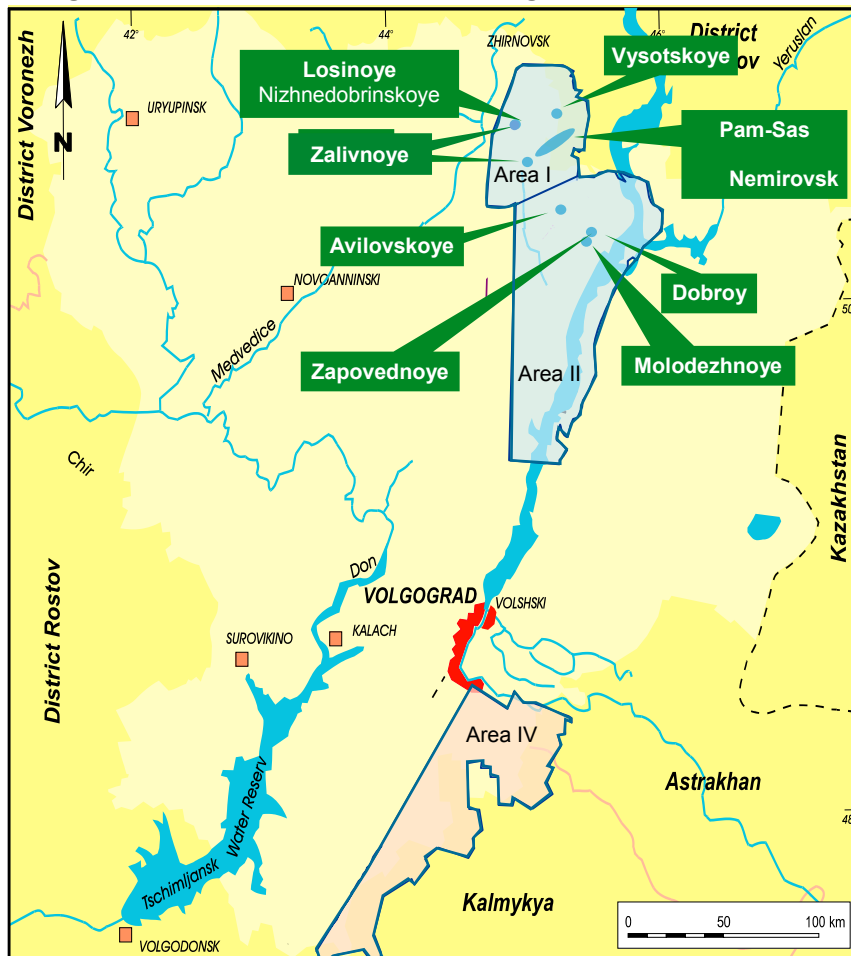 42°
44°
46°
ZHIRNOVSK
District
ov
Yeruslan
District Voronezh
URYUPINSK
N
Losinoye
Nizhnedobrinskoye
Vysotskoye
Zalivnoye
Pam-Sas
Nemirovsk
Area I
Avilovskoye
NOVOANNINSKI
Dobroy
50
Medvedice
Zapovednoye
Molodezhnoye
Area II
Chir
Kazakhstan
Don
VOLGOGRAD
VOLSHSKI
District Rostov
SUROVIKINO
KALACH
Area IV
Astrakhan
48
Water Reserv
Tschimljansk
Kalmykya
VOLGODONSK
0 50 100 km